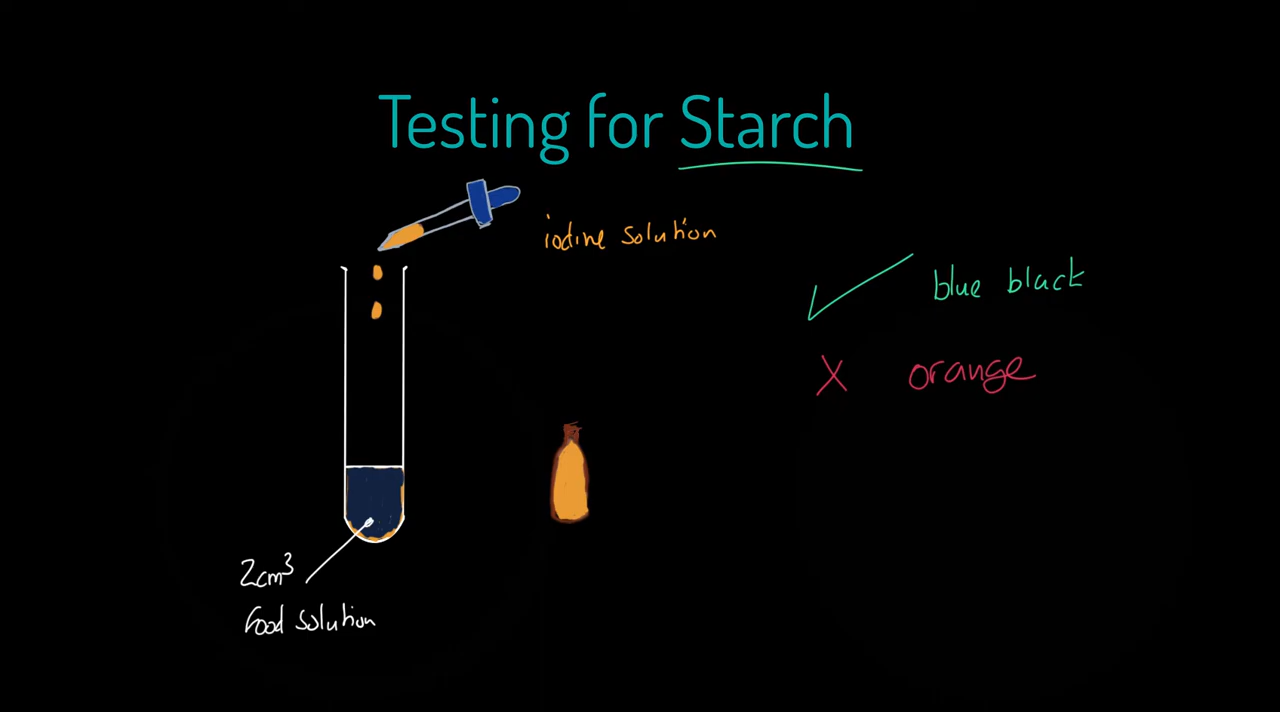 Testing for Starch
iodine solution
blue black
X orange
2cm³
Food solution